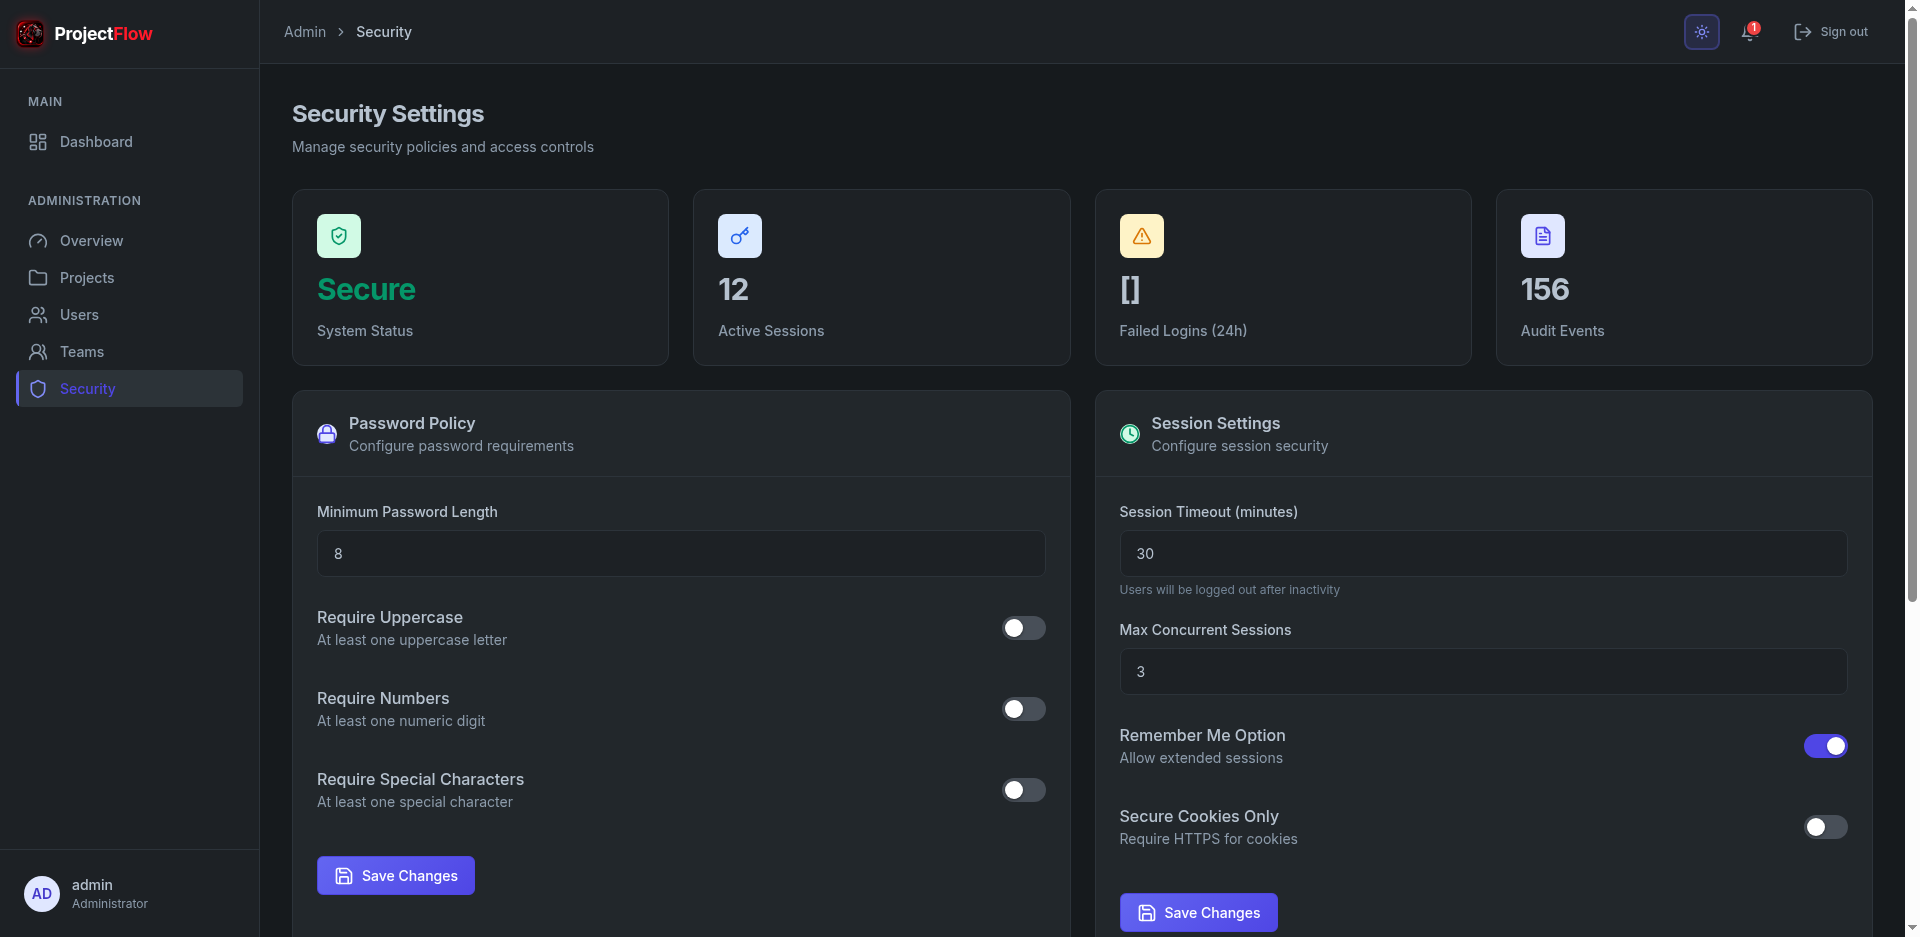 ProjectFlow
MAIN
Dashboard
ADMINISTRATION
Overview
Projects
Users
Teams
Security
AD
admin
Administrator
Admin
Security
1
Sign out
Security Settings
Manage security policies and access controls
Secure
System Status
12
Active Sessions
[]
Failed Logins (24h)
156
Audit Events
Password Policy
Configure password requirements
Minimum Password Length
8
Require Uppercase
At least one uppercase letter
Require Numbers
At least one numeric digit
Require Special Characters
At least one special character
Save Changes
Session Settings
Configure session security
Session Timeout (minutes)
30
Users will be logged out after inactivity
Max Concurrent Sessions
3
Remember Me Option
Allow extended sessions
Secure Cookies Only
Require HTTPS for cookies
Save Changes